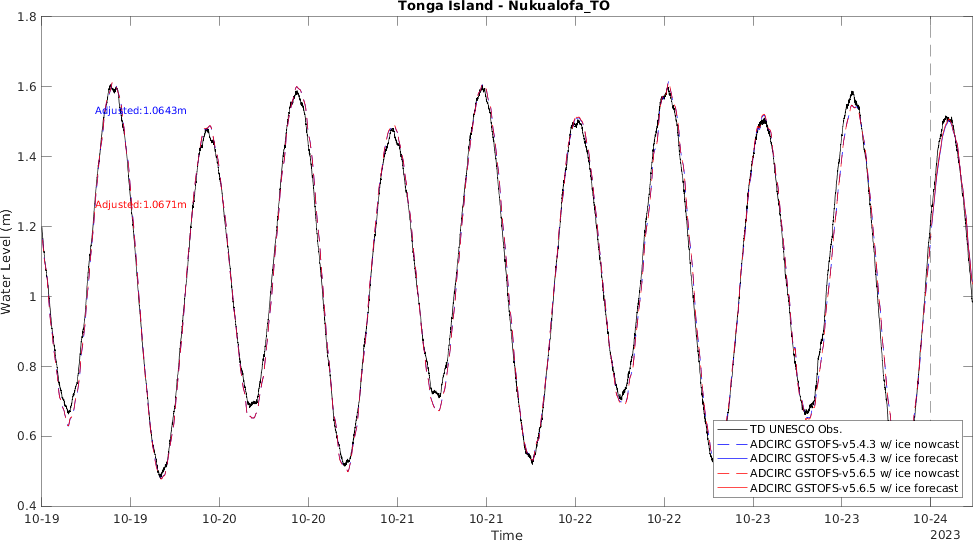 Tonga Island - Nukualofa_TO
1.8
1.6
1.4
1.2
1
0.8
0.6
0.4
Water Level (m)
Adjusted:1.0643m
Adjusted:1.0671m
TD UNESCO Obs.
ADCIRC GSTOFS-v5.4.3 w/ ice nowcast
ADCIRC GSTOFS-v5.4.3 w/ ice forecast
ADCIRC GSTOFS-v5.6.5 w/ ice nowcast
ADCIRC GSTOFS-v5.6.5 w/ ice forecast
10-19 10-19 10-20 10-20 10-21 10-21 10-22 10-22 10-23 10-23 10-24
2023
Time